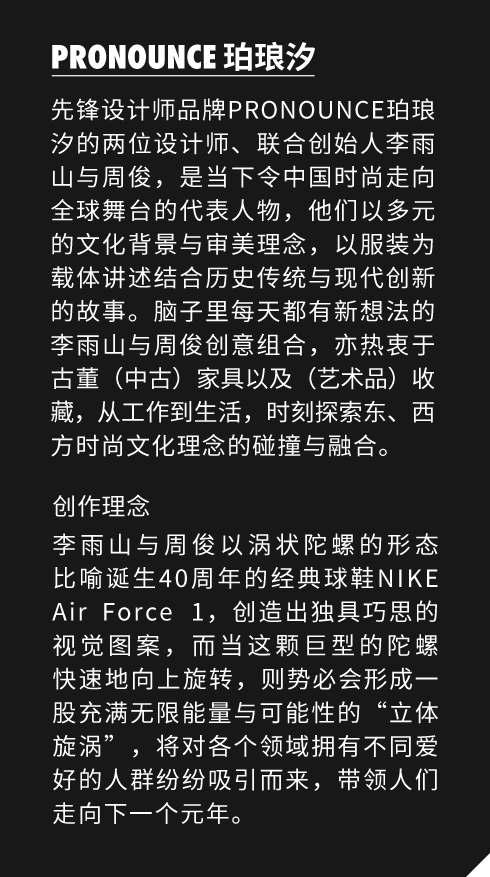 PRONOUNCE 珀琅汐
先锋设计师品牌PRONOUNCE珀琅
汐的两位设计师、联合创始人李雨
山与周俊，是当下令中国时尚走向
全球舞台的代表人物，他们以多元
的文化背景与审美理念，以服装为
载体讲述结合历史传统与现代创新
的故事。脑子里每天都有新想法的
李雨山与周俊创意组合，亦热衷于
古董（中古）家具以及（艺术品）收
藏，从工作到生活，时刻探索东、西
方时尚文化理念的碰撞与融合。
创作理念
李雨山与周俊以涡状陀螺的形态
比喻诞生40周年的经典球鞋NIKE
Air Force 1，创造出独具巧思的
视觉图案，而当这颗巨型的陀螺
快速地向上旋转，则势必会形成一
股充满无限能量与可能性的“立体
旋涡”，将对各个领域拥有不同爱
好的人群纷纷吸引而来，带领人们
走向下一个元年。